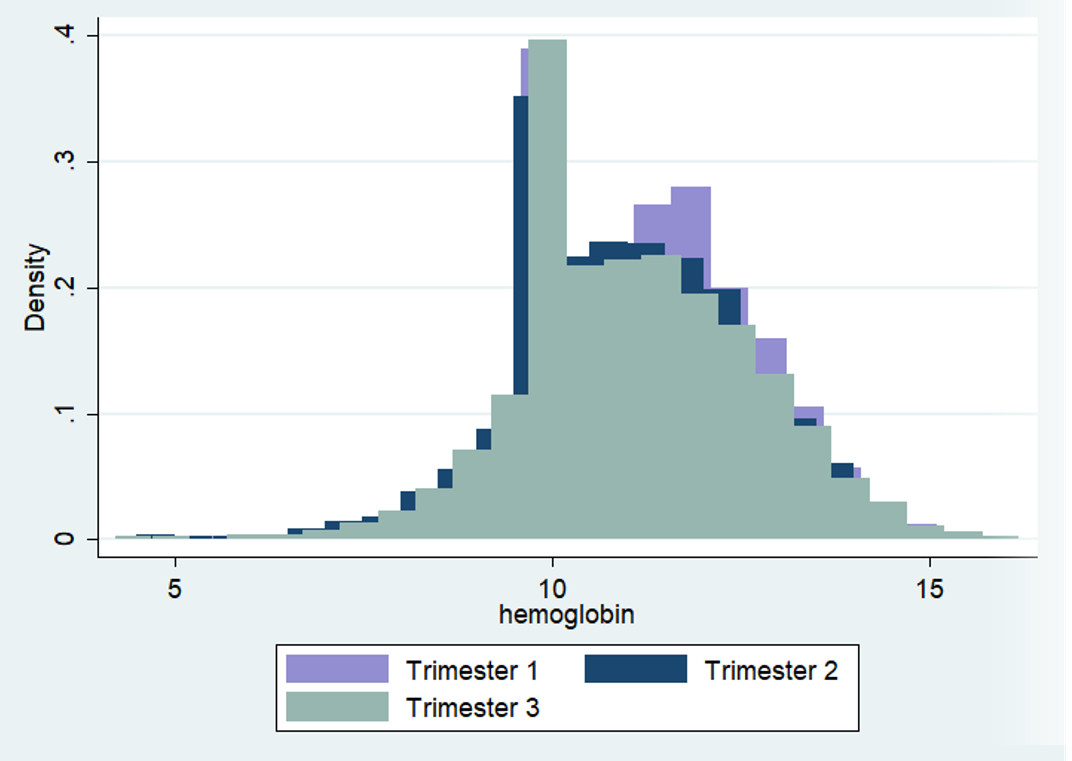 .4
.3
.2
.1
0
Density
5 10 15
hemoglobin
Trimester 1 Trimester 2
Trimester 3